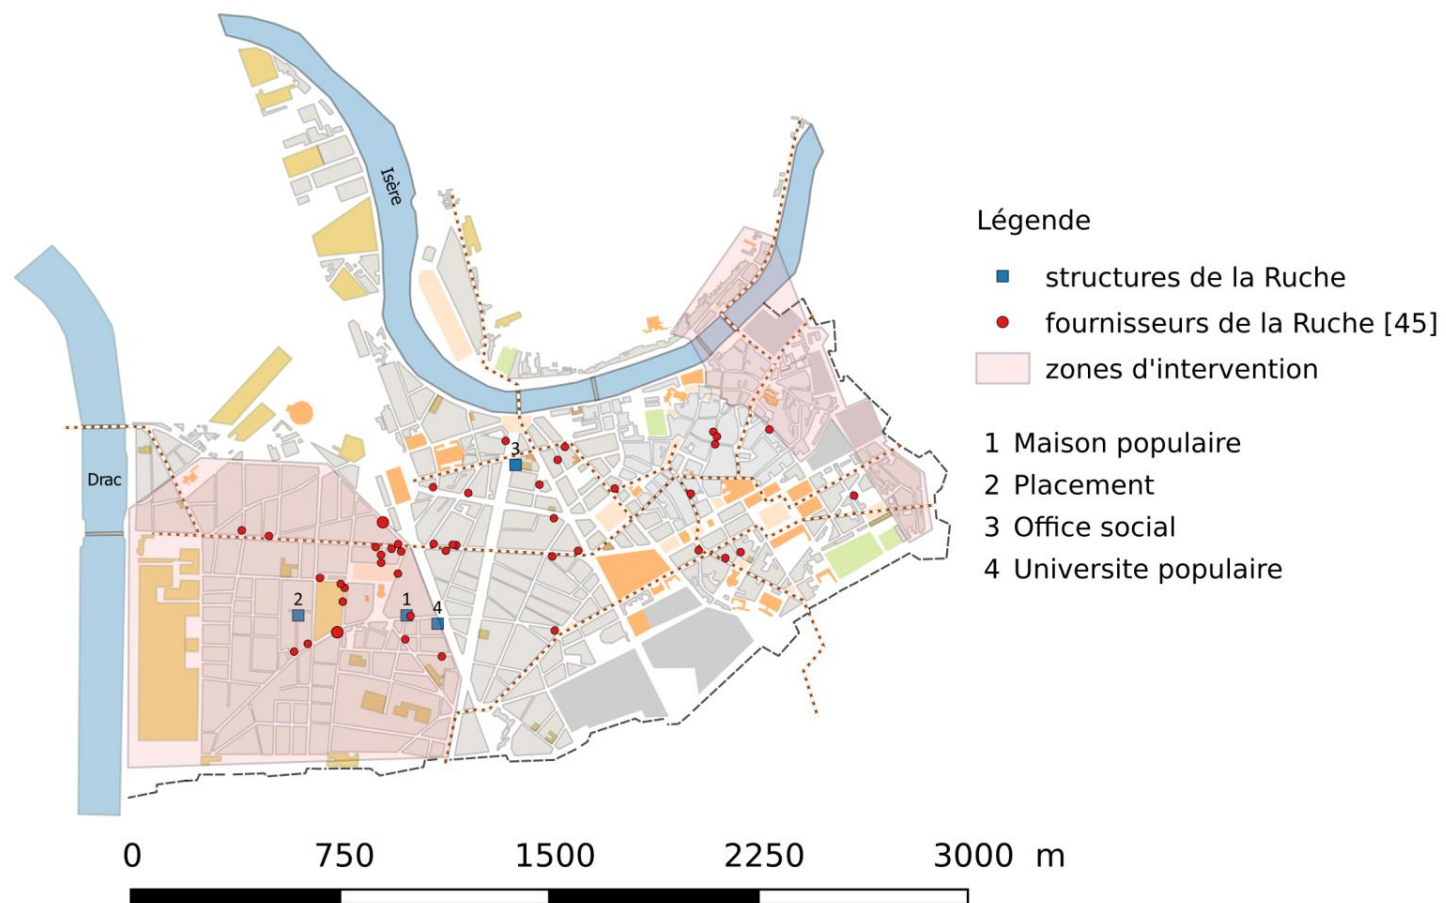 Isère
Drac
3
2
1
4
Légende
structures de la Ruche
fournisseurs de la Ruche [45]
zones d'intervention
1 Maison populaire
2 Placement
3 Office social
4 Universite populaire
0 750 1500 2250 3000 m